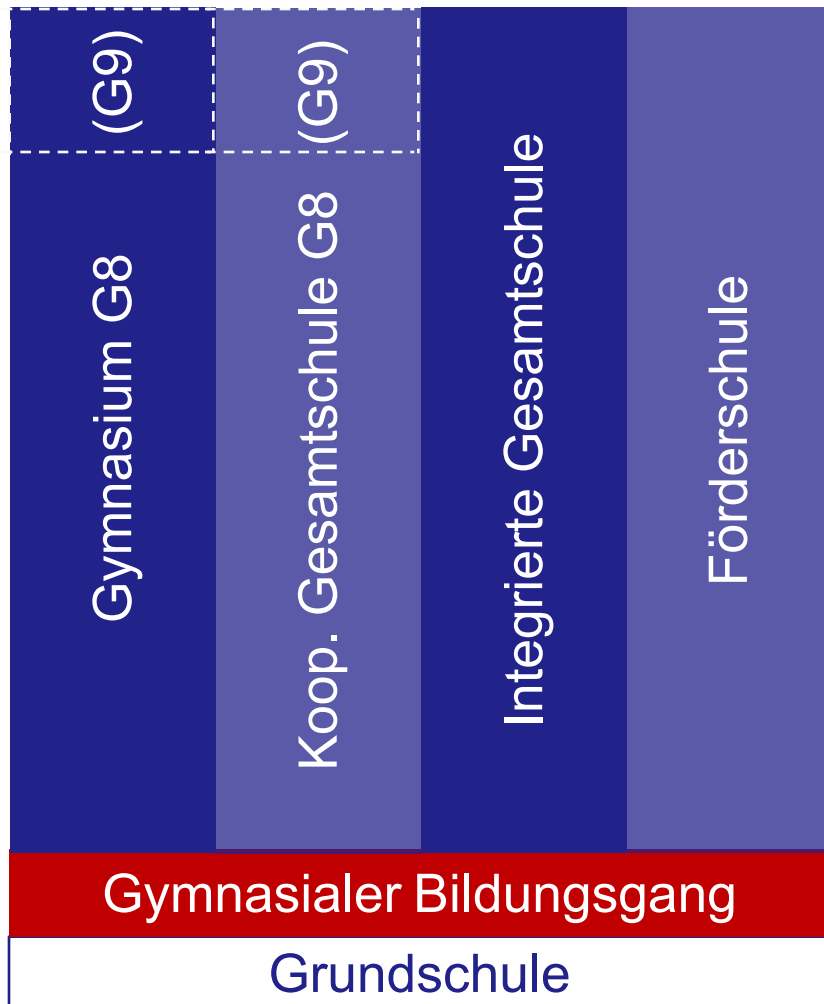 (G9)
(G9)
Gymnasium G8
Koop. Gesamtschule G8
Integrierte Gesamtschule
Förderschule
Gymnasialer Bildungsgang
Grundschule